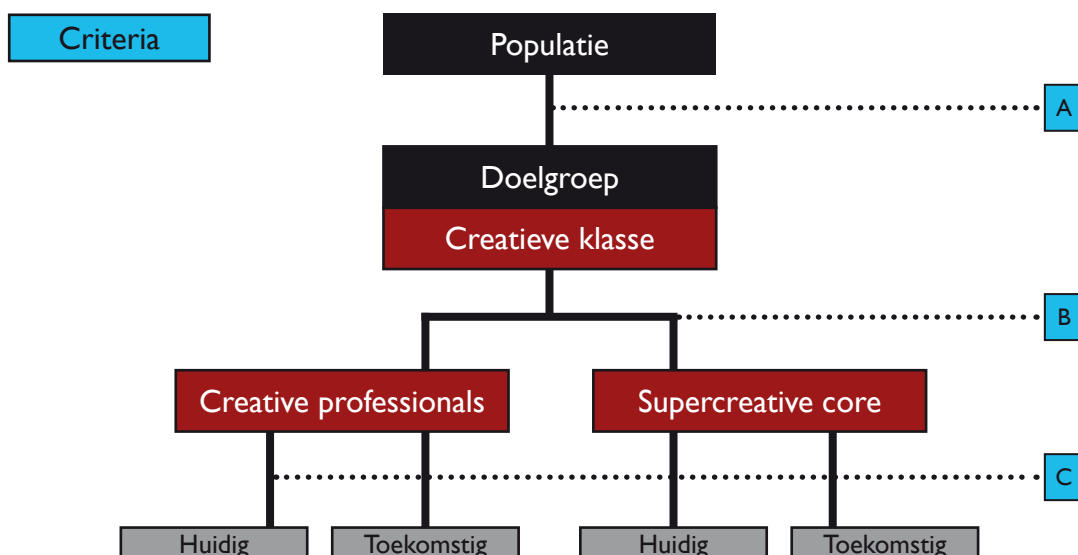 Criteria
Populatie
A
Doelgroep
Creatieve klasse
B
Creative professionals
Supercreative core
C
Huidig
Toekomstig
Huidig
Toekomstig